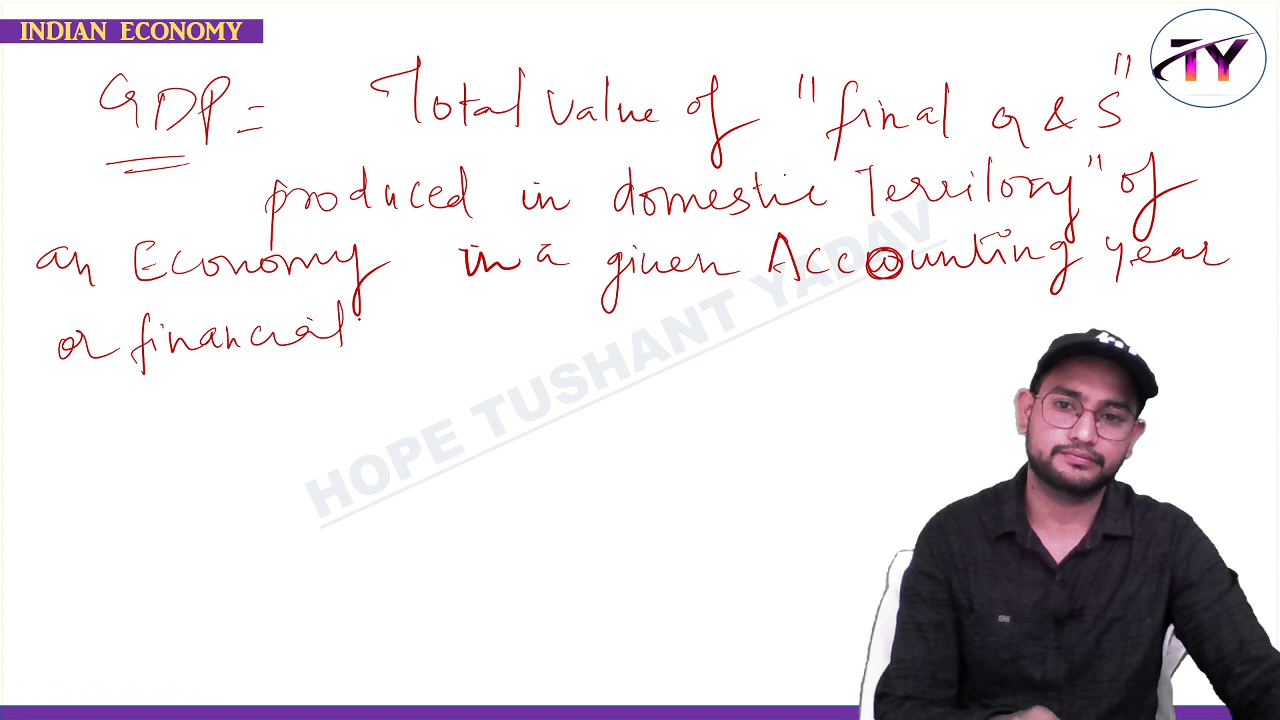 INDIAN ECONOMY
TY
GDP = Total value of "final G & S"
produced in domestic Territory" of
an Economy in a given Accounting year
or financial
HOPE TUSHANT YADAV